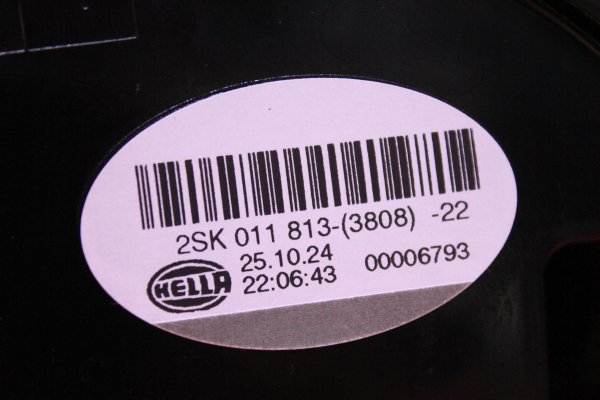 2SK 011 813-(3808) -22
25.10.24
HELLA 22:06:43 00006793